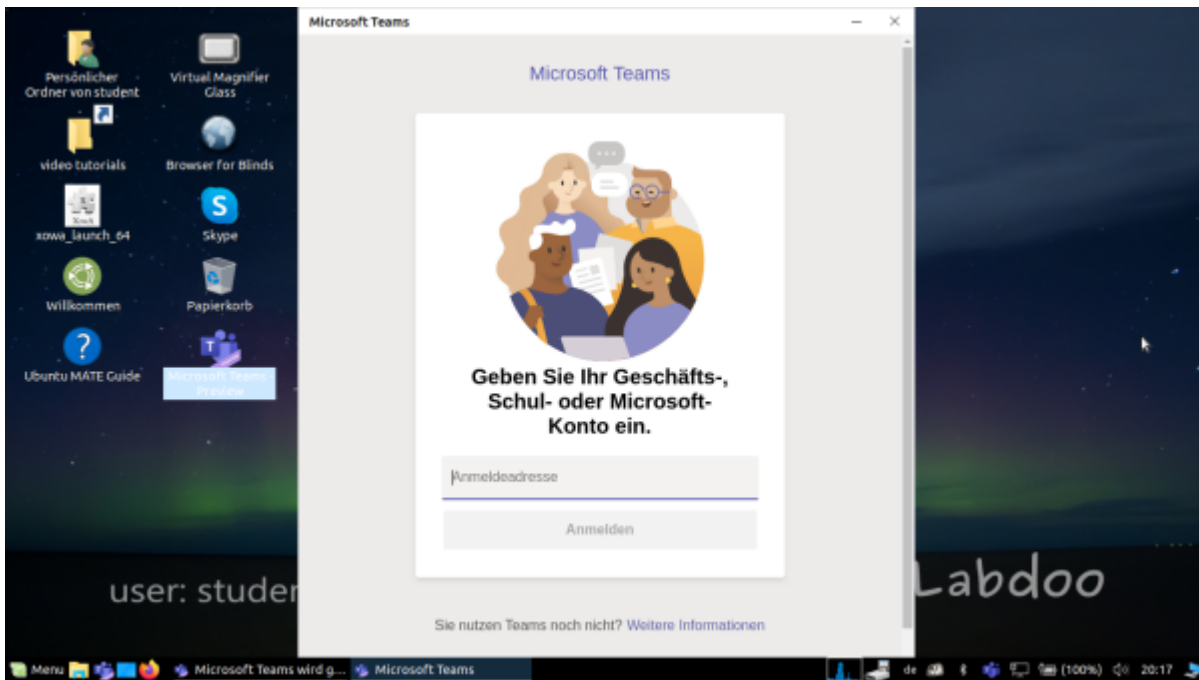 Persönlicher
Ordner von student
Virtual Magnifier
Glass
video tutorials
Browser for Blinds
XowA
xowa_launch_64
S
Skype
Willkommen
Papierkorb
?
Ubuntu MATE Guide
T
Microsoft Teams -
Preview
Microsoft Teams
Microsoft Teams
Geben Sie Ihr Geschäfts-,
Schul- oder Microsoft-
Konto ein.
Anmeldeadresse
Anmelden
Sie nutzen Teams noch nicht? Weitere Informationen
user: studen
Labdoo
Menu
Microsoft Teams wird g...
Microsoft Teams
de
(100%)
20:17